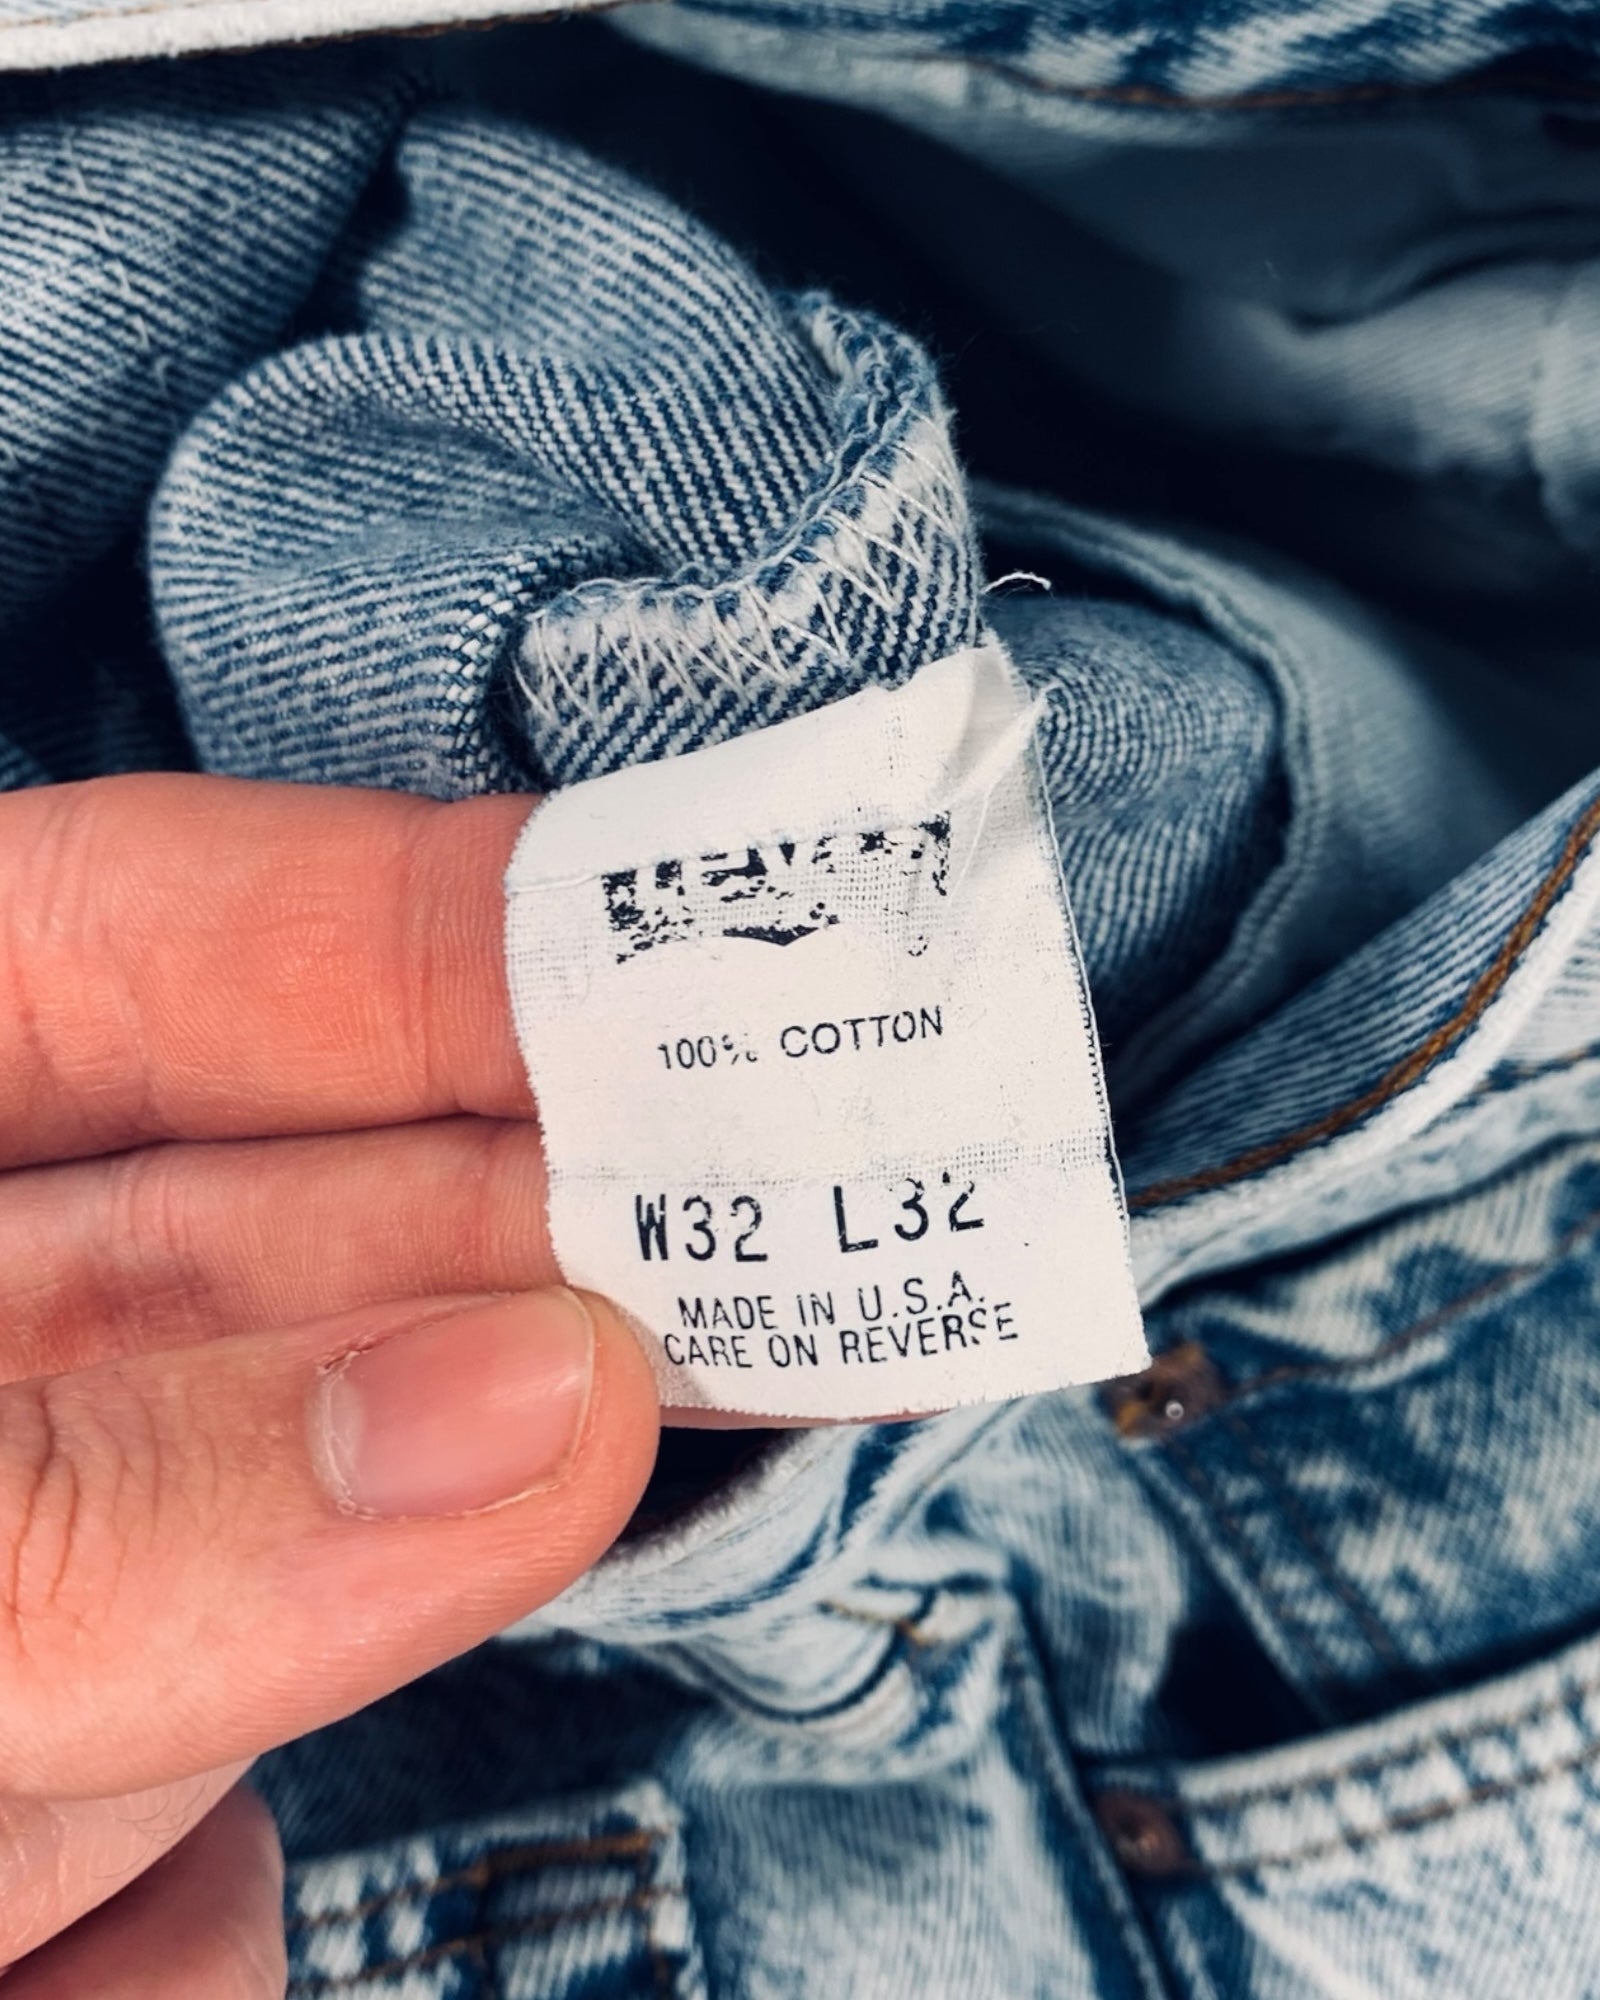 100% COTTON
W32 L32
MADE IN U.S.A.
CARE ON REVERSE